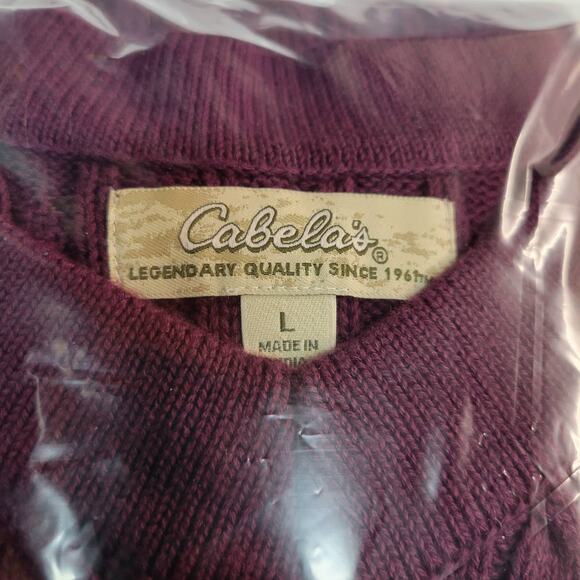 Cabela's®
LEGENDARY QUALITY SINCE 1961™
L
MADE IN